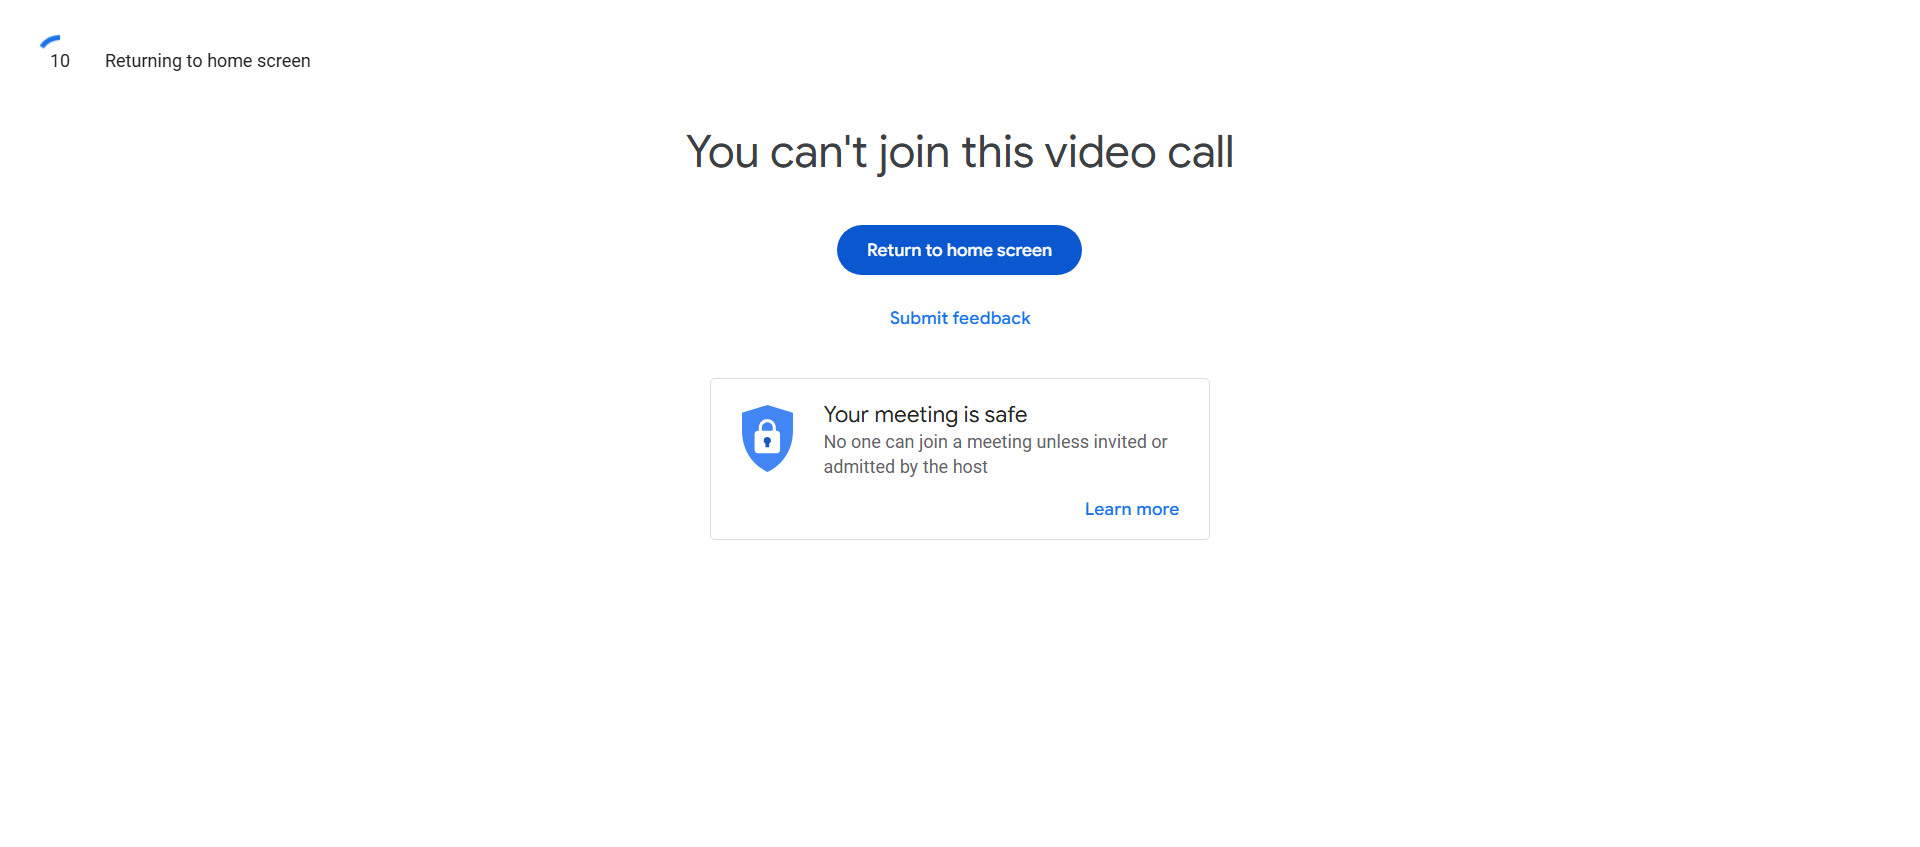 10
Returning to home screen
You can't join this video call
Return to home screen
Submit feedback
Your meeting is safe
No one can join a meeting unless invited or
admitted by the host
Learn more